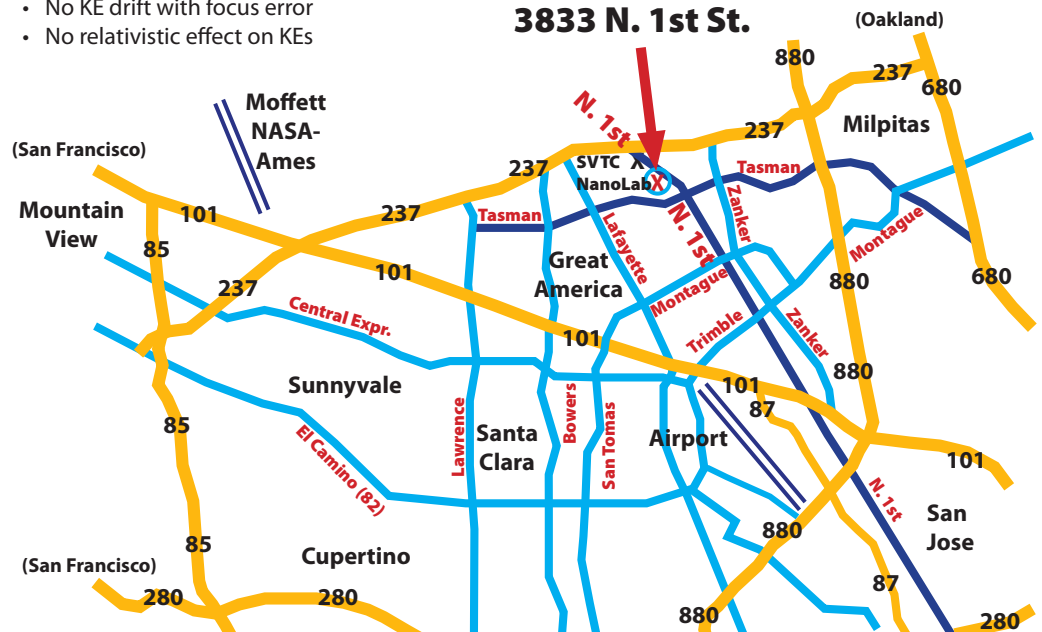 • No KE drift with focus error
• No relativistic effect on KEs
3833 N. 1st St.
(Oakland)
880
237
680
Moffett
NASA-
Ames
N. 1st
237
Milpitas
(San Francisco)
237
SVTC X
NanoLab X
Tasman
Mountain
View
101
237
Tasman
Lafayette
N. 1st
Zanker
Montague
85
237
101
Great
America
Montague
880
680
Central Expr.
101
Trimble
Zanker
Sunnyvale
101
87
880
85
El Camino (82)
Lawrence
Santa
Clara
Bowers
San Tomas
Airport
101
N. 1st
San
Jose
880
85
Cupertino
(San Francisco)
280
280
87
880
280